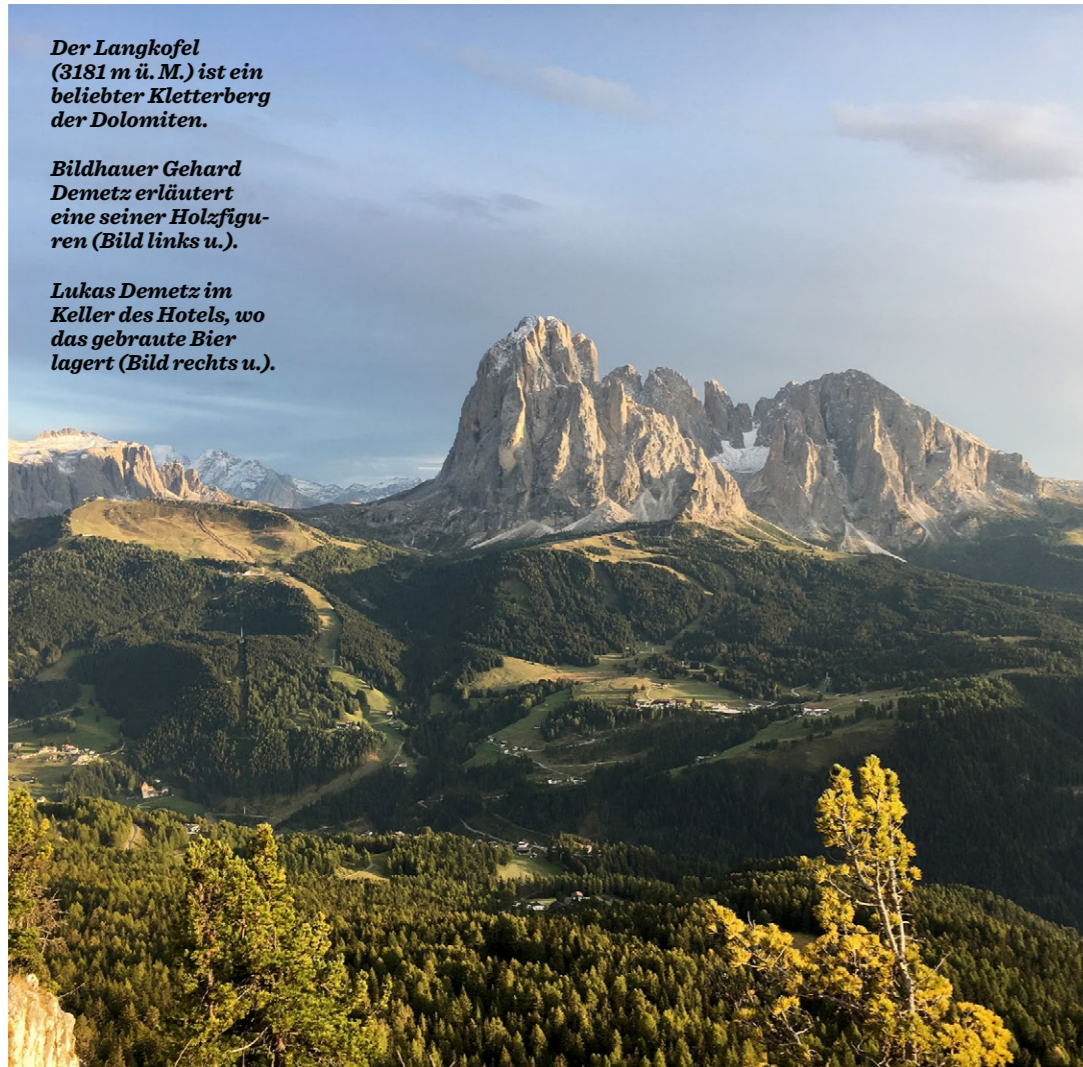 Der Langkofel
(3181 m ü. M.) ist ein
beliebter Kletterberg
der Dolomiten.
Bildhauer Gehard
Demetz erläutert
eine seiner Holzfigu-
ren (Bild links u.).
Lukas Demetz im
Keller des Hotels, wo
das gebraute Bier
lagert (Bild rechts u.).